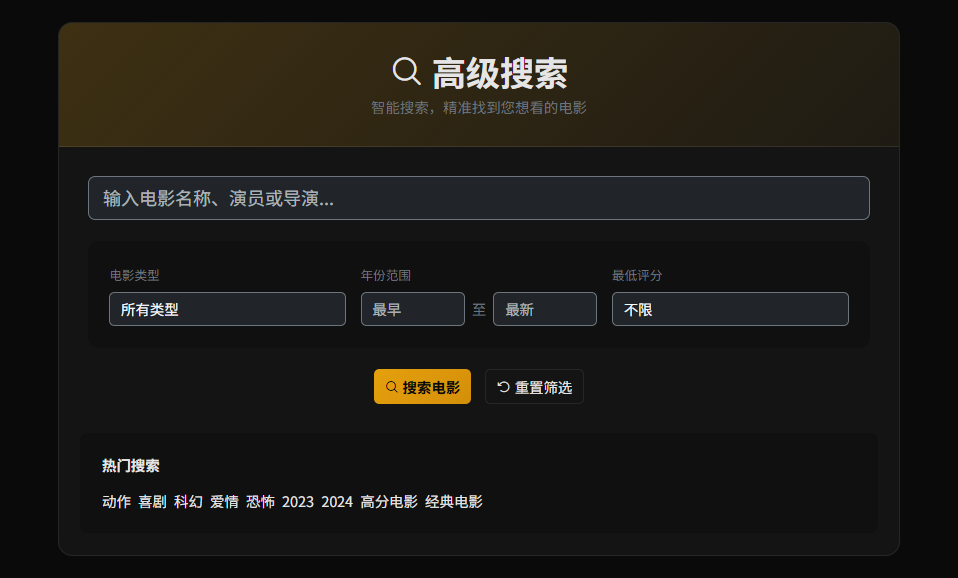 高级搜索
智能搜索，精准找到您想看的电影
输入电影名称、演员或导演...
电影类型 年份范围 最低评分
所有类型 最早 至 最新 不限
搜索电影 重置筛选
热门搜索
动作 喜剧 科幻 爱情 恐怖 2023 2024 高分电影 经典电影